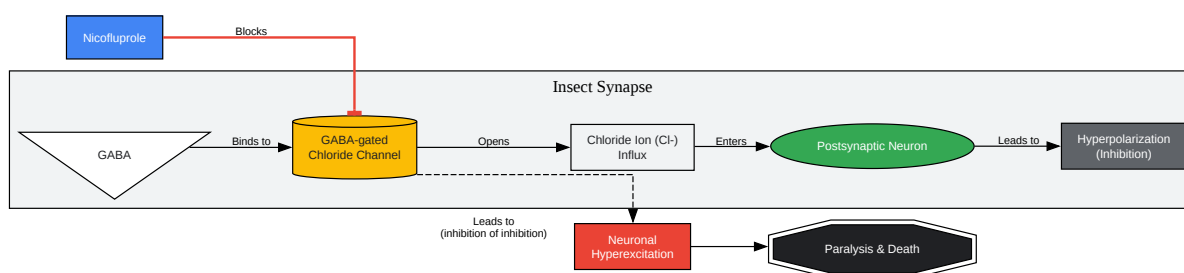 Nicofluprole
Blocks
Insect Synapse
GABA
Binds to
GABA-gated
Chloride Channel
Opens
Chloride Ion (Cl-)
Influx
Enters
Postsynaptic Neuron
Leads to
Hyperpolarization
(Inhibition)
Leads to
(inhibition of inhibition)
Neuronal
Hyperexcitation
Paralysis & Death